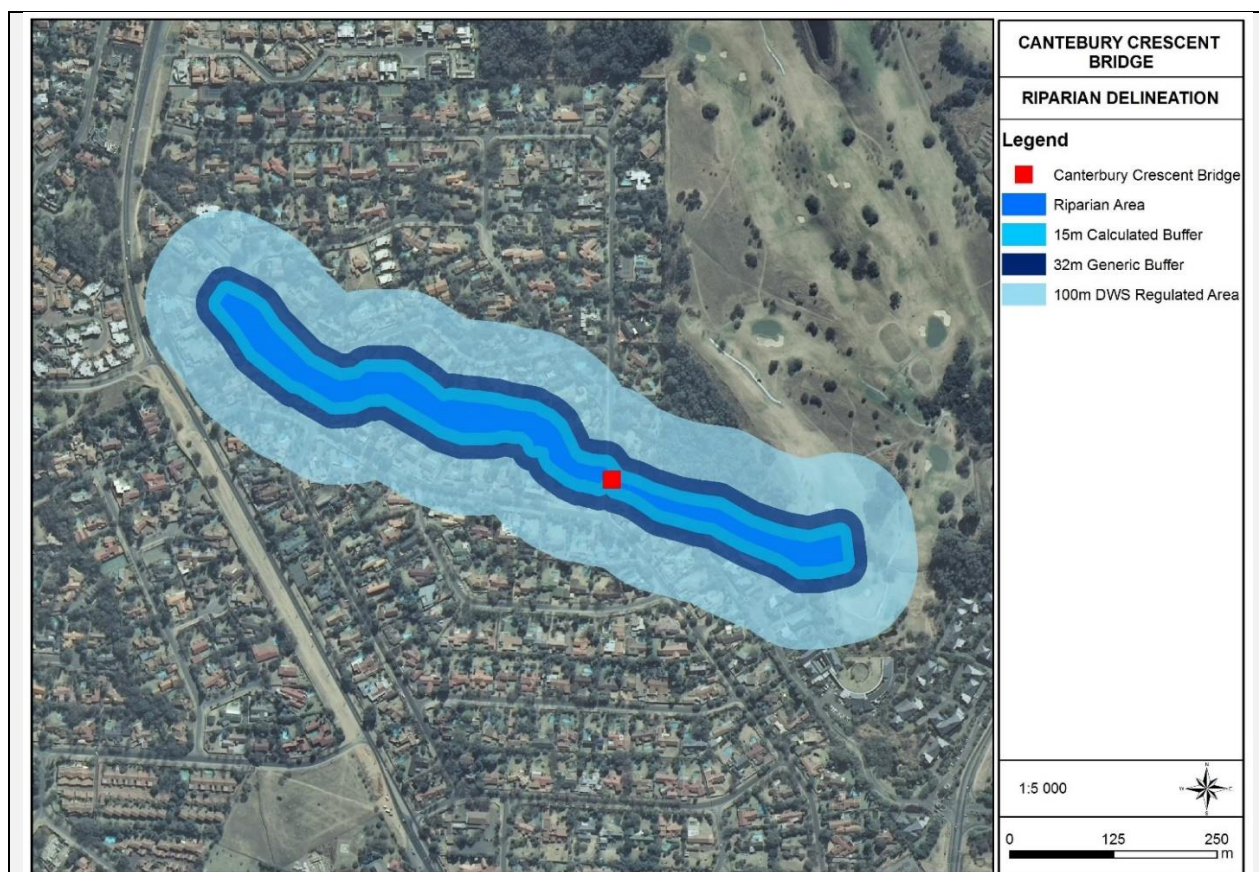 CANTEBURY CRESCENT
BRIDGE
RIPARIAN DELINEATION
Legend
Canterbury Crescent Bridge
Riparian Area
15m Calculated Buffer
32m Generic Buffer
100m DWS Regulated Area
1:5 000
N
W E
S
0 125 250
m